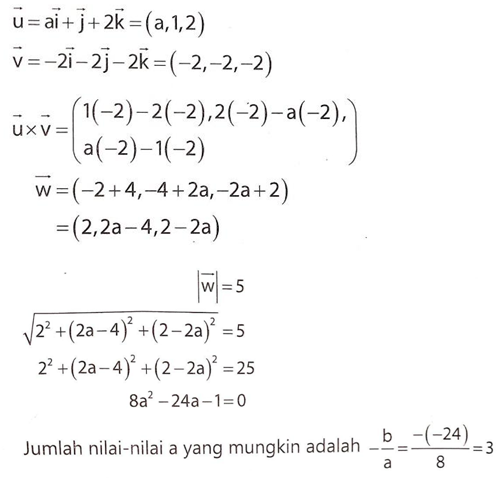 u⃗ = ai⃗ + j⃗ + 2k⃗ = (a,1,2)
v⃗ = −2i⃗ − 2j⃗ − 2k⃗ = (−2,−2,−2)
u⃗ × v⃗ = (1(−2)−2(−2),2(−2)−a(−2),
a(−2)−1(−2))
w⃗ = (−2+4,−4+2a,−2a+2)
= (2,2a−4,2−2a)
|w⃗| = 5
√(2²+(2a−4)²+(2−2a)²) = 5
2²+(2a−4)²+(2−2a)² = 25
8a²−24a−1=0
Jumlah nilai-nilai a yang mungkin adalah −b/a = −(−24)/8 = 3